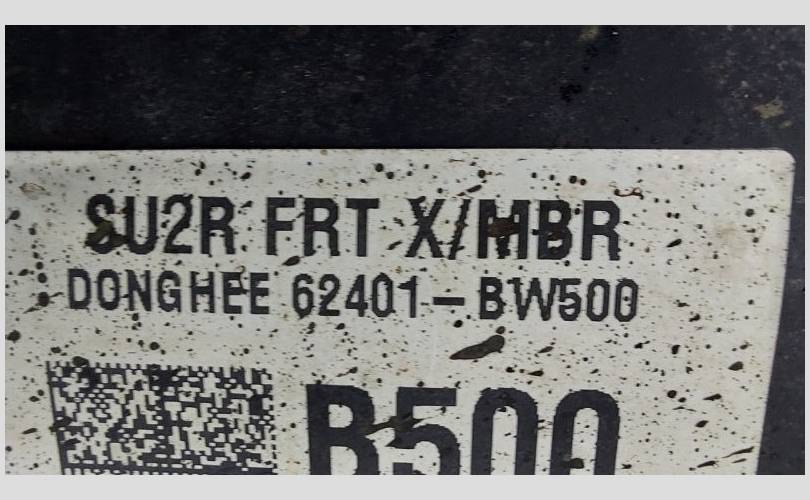 SU2R FRT X/MBR
DONGHEE 62401-BW500
B500